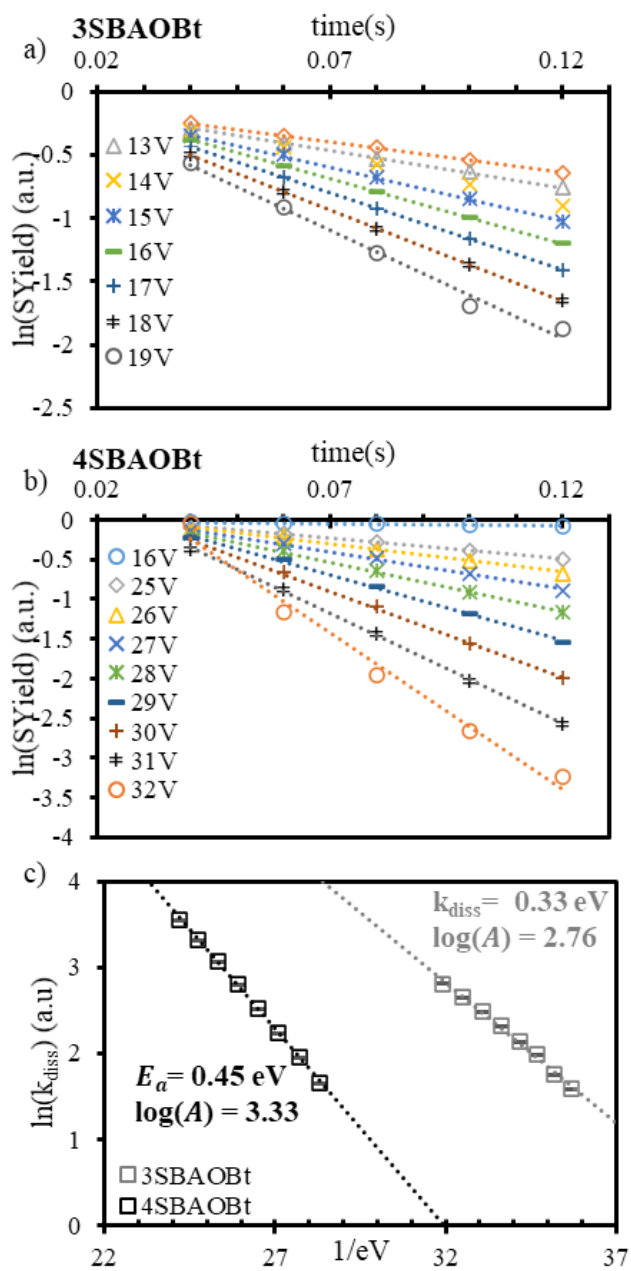 3SBAOBt
time(s)
a)
0.02
0.07
0.12
0
-0.5
-1
-1.5
-2
-2.5
ln(SYield) (a.u.)
13V
14V
15V
16V
17V
18V
19V
4SBAOBt
time(s)
b)
0.02
0.07
0.12
0
-0.5
-1
-1.5
-2
-2.5
-3
-3.5
-4
ln(SYield) (a.u.)
16V
25V
26V
27V
28V
29V
30V
31V
32V
c)
4
3
2
1
0
ln(k_diss) (a.u)
k_diss= 0.33 eV
log(A) = 2.76
E_a= 0.45 eV
log(A) = 3.33
3SBAOBt
4SBAOBt
22
27
32
37
1/eV